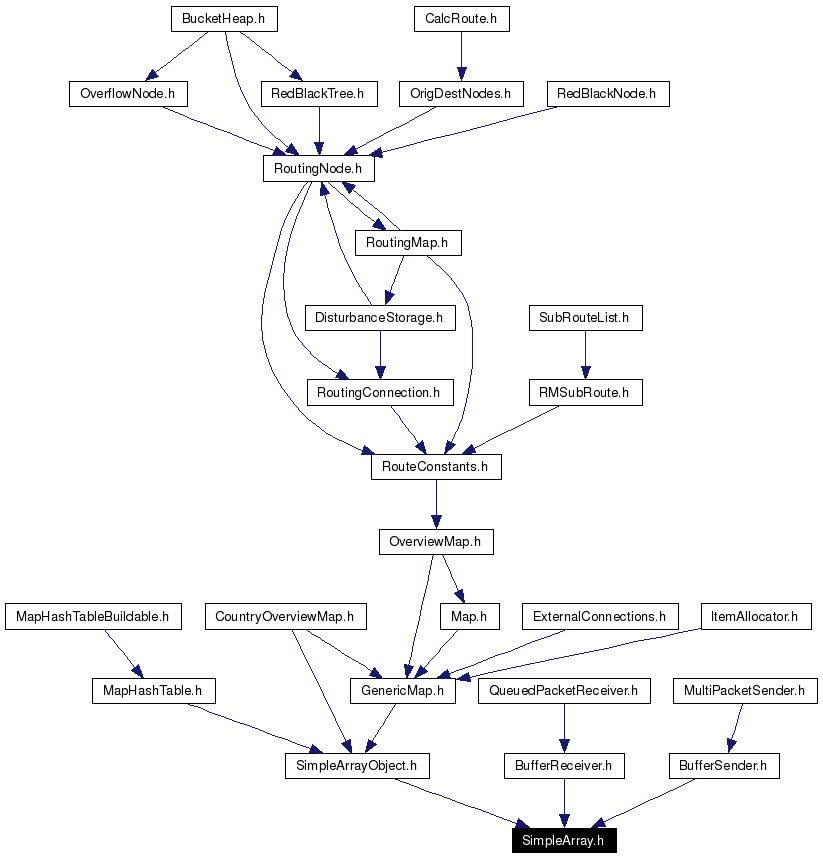 BucketHeap.h
CalcRoute.h
OverflowNode.h
RedBlackTree.h
OrigDestNodes.h
RedBlackNode.h
RoutingNode.h
RoutingMap.h
DisturbanceStorage.h
SubRouteList.h
RoutingConnection.h
RMSubRoute.h
RouteConstants.h
OverviewMap.h
MapHashTableBuildable.h
CountryOverviewMap.h
Map.h
ExternalConnections.h
ItemAllocator.h
MapHashTable.h
GenericMap.h
QueuedPacketReceiver.h
MultiPacketSender.h
SimpleArrayObject.h
BufferReceiver.h
BufferSender.h
SimpleArray.h